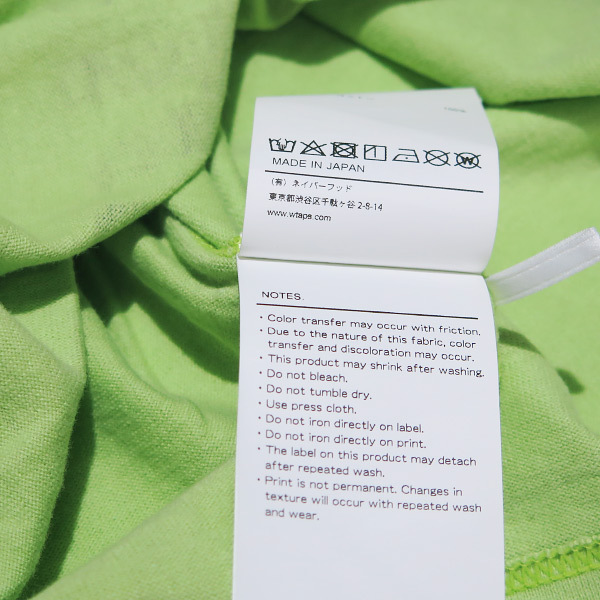 MADE IN JAPAN
(有) ネイバーフッド
東京都渋谷区千駄ヶ谷 2-8-14
www.wtaps.com
NOTES.
・Color transfer may occur with friction.
・Due to the nature of this fabric, color
transfer and discoloration may occur.
・This product may shrink after washing.
・Do not bleach.
・Do not tumble dry.
・Use press cloth.
・Do not iron directly on label.
・Do not iron directly on print.
・The label on this product may detach
after repeated wash.
・Print is not permanent. Changes in
texture will occur with repeated wash
and wear.